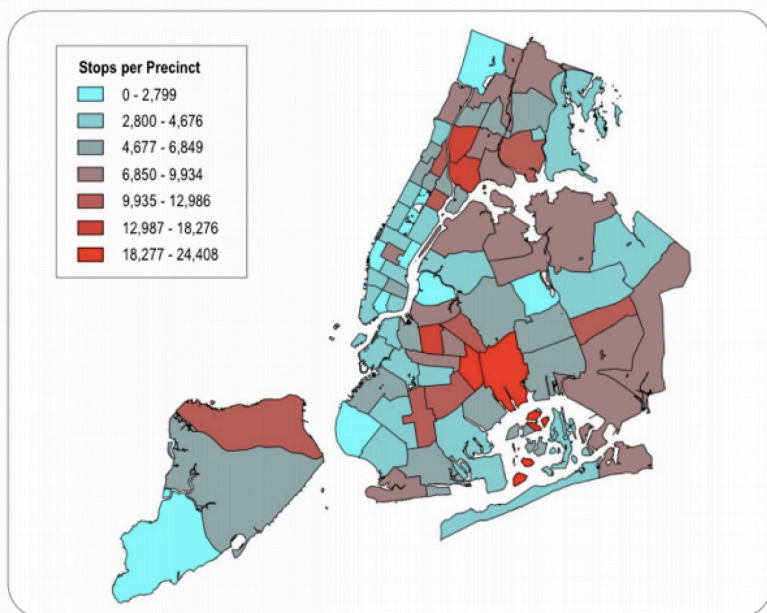 Stops per Precinct
0 - 2,799
2,800 - 4,676
4,677 - 6,849
6,850 - 9,934
9,935 - 12,986
12,987 - 18,276
18,277 - 24,408